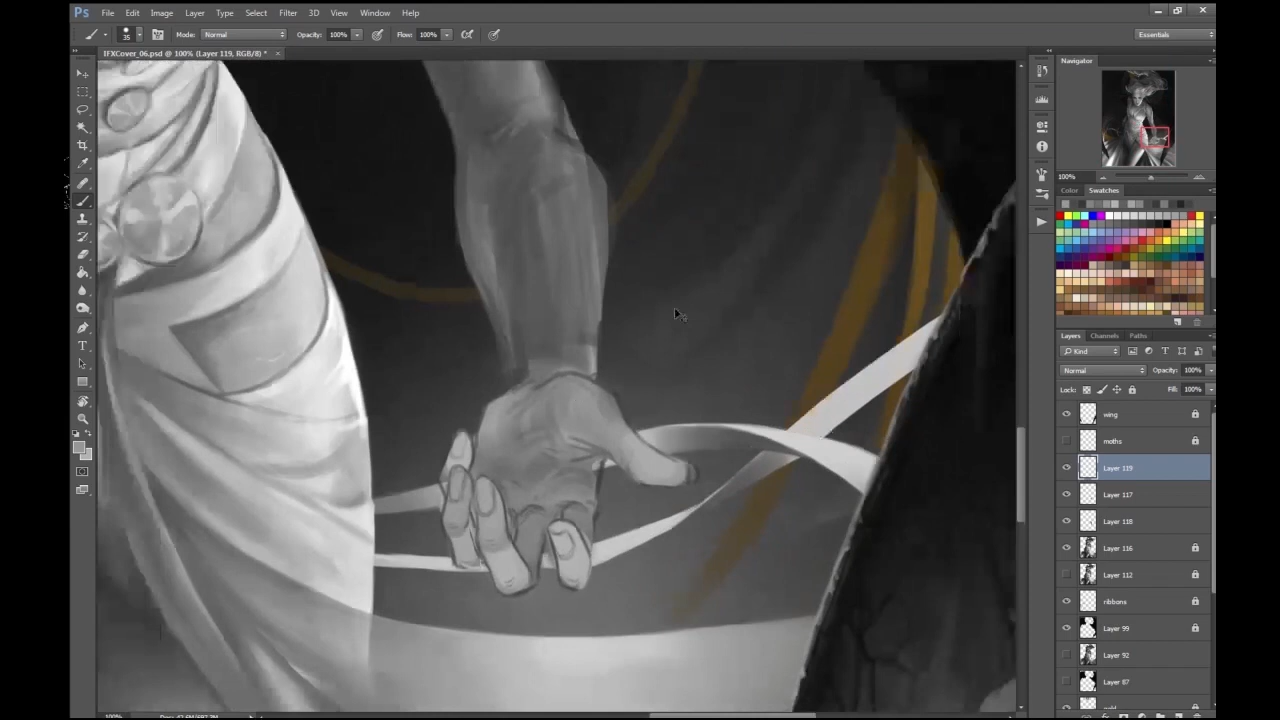 Ps File Edit Image Layer Type Select Filter 3D View Window Help
35 Mode: Normal Opacity: 100% Flow: 100% Essentials
IFXCover_06.psd @ 100% (Layer 119, RGB/8) * ×
Navigator
100%
Color Swatches
Layers Channels Paths
Kind
Normal Opacity: 100%
Lock: Fill: 100%
wing
moths
Layer 119
Layer 117
Layer 118
Layer 116
Layer 112
ribbons
Layer 99
Layer 92
Layer 87
100%